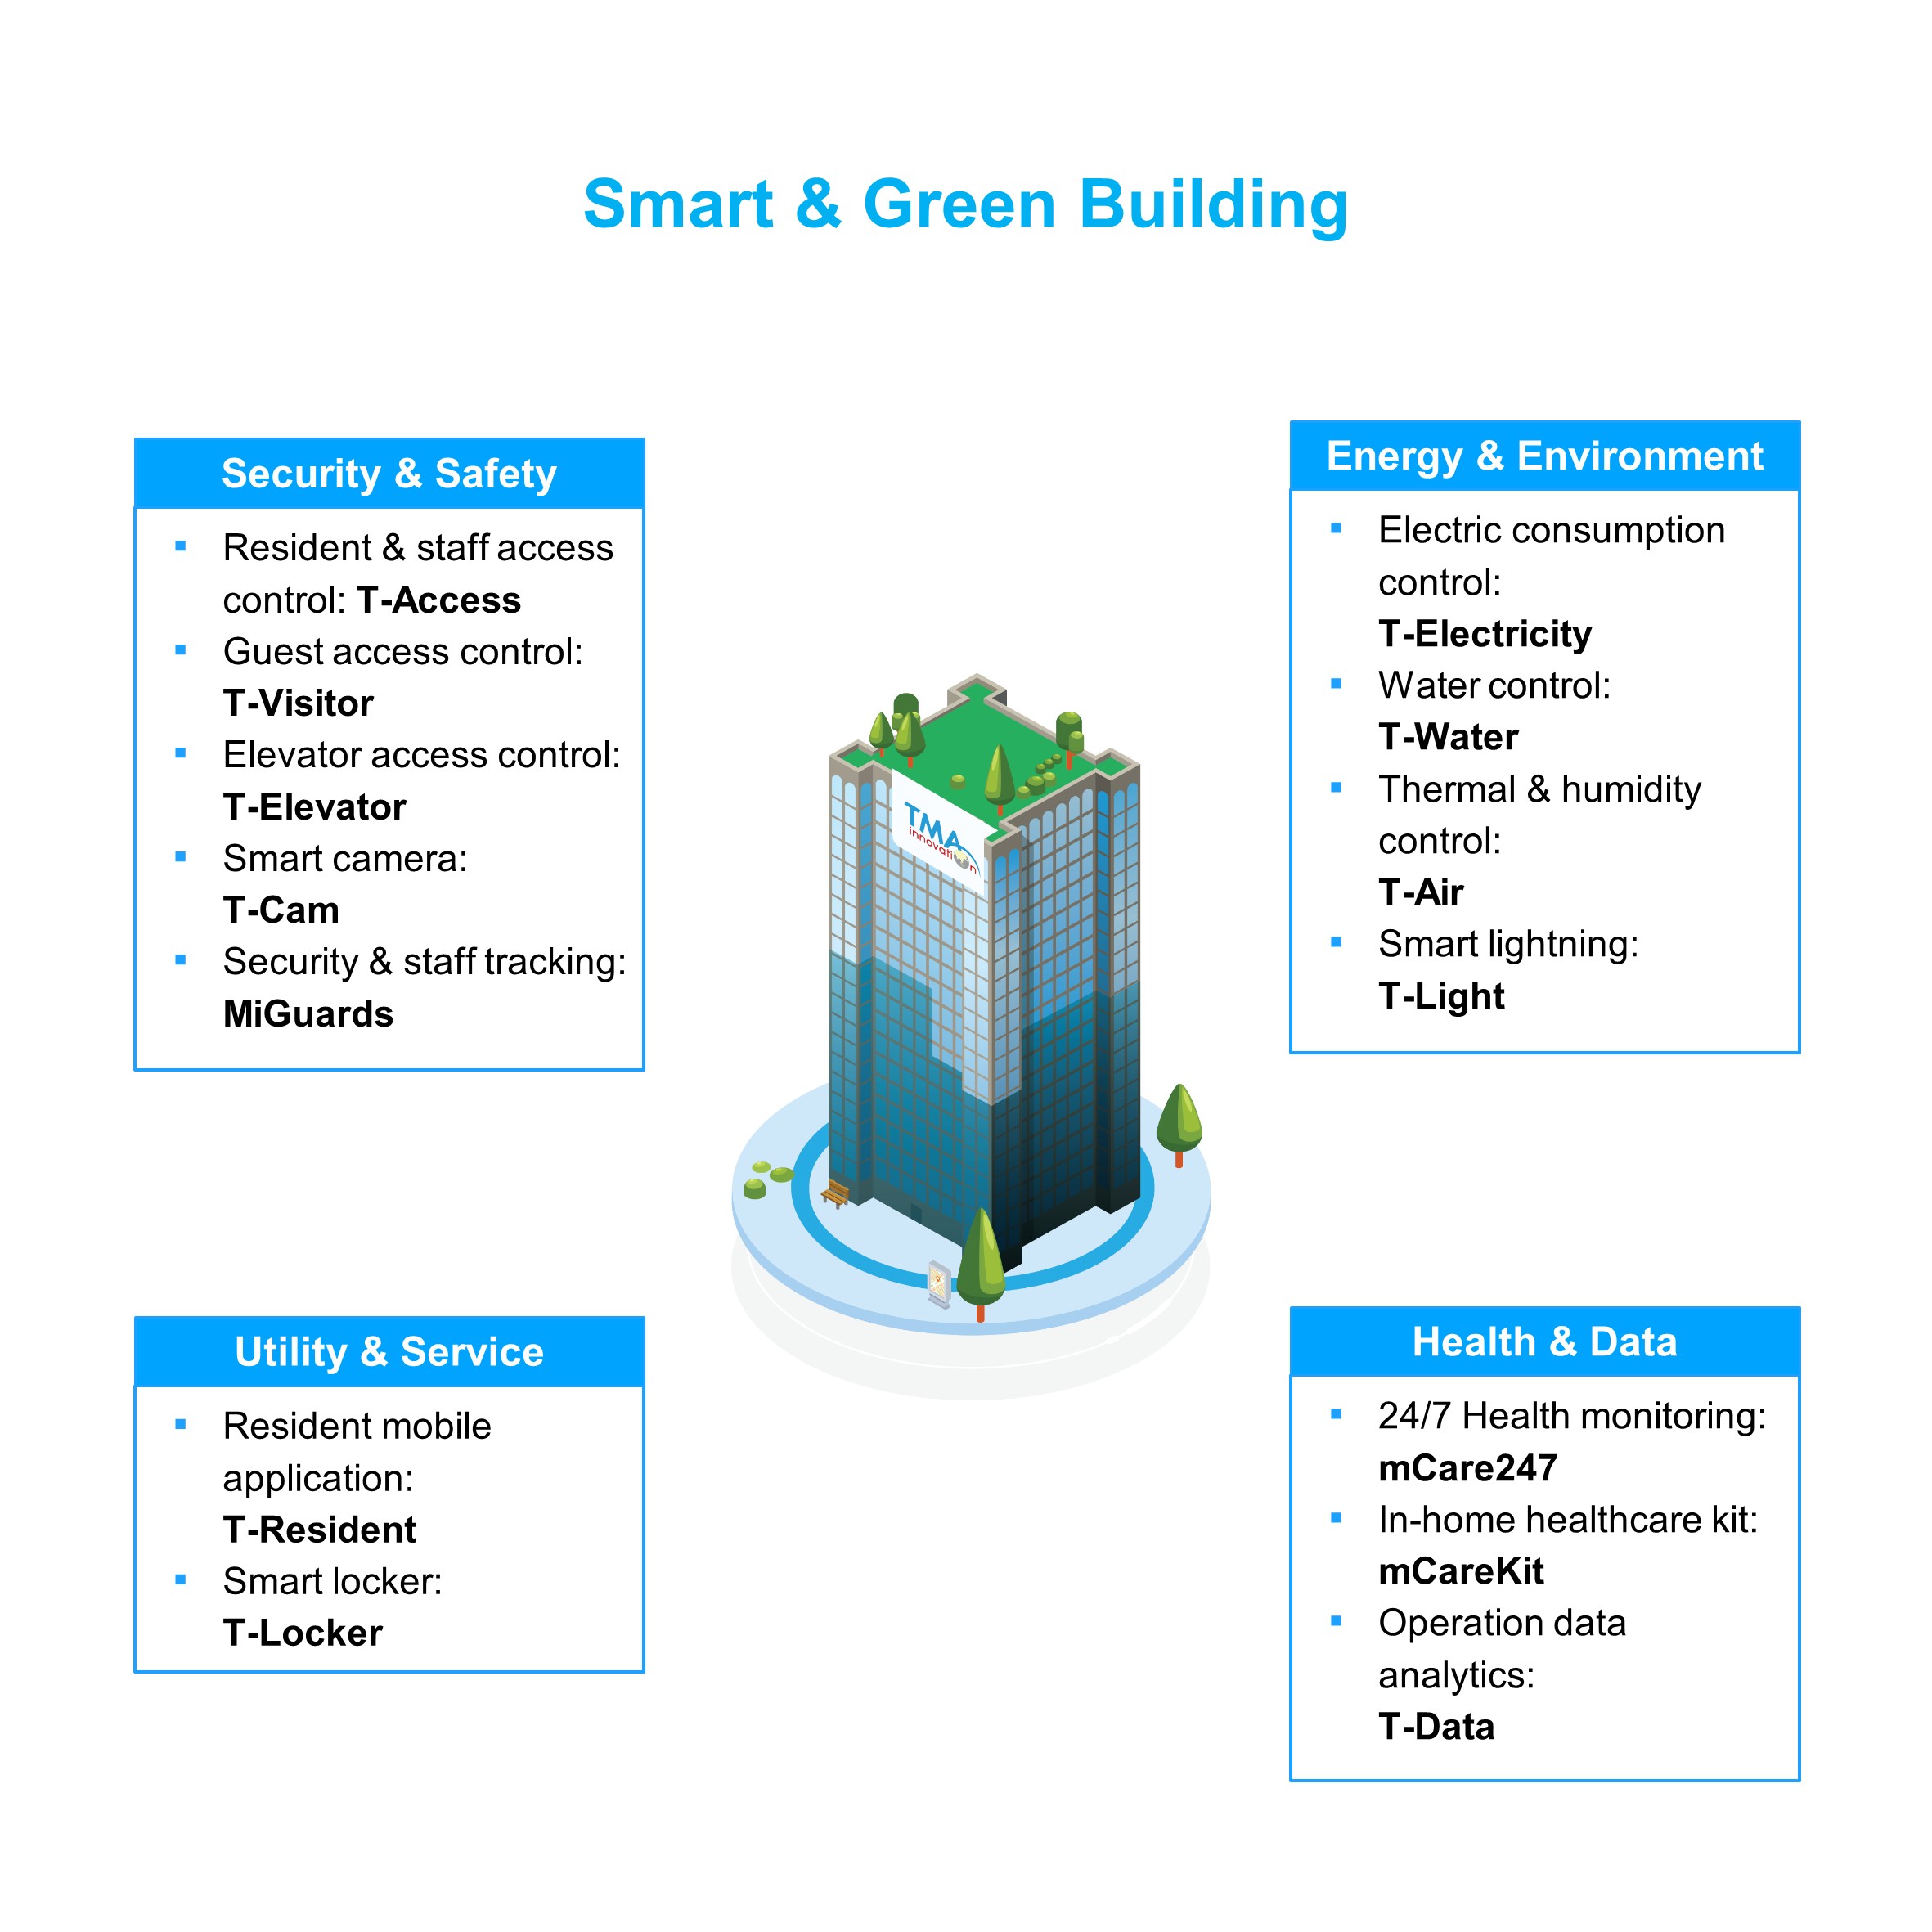 Smart & Green Building
Security & Safety
Resident & staff access
control: T-Access
Guest access control:
T-Visitor
Elevator access control:
T-Elevator
Smart camera:
T-Cam
Security & staff tracking:
MiGuards
Energy & Environment
Electric consumption
control:
T-Electricity
Water control:
T-Water
Thermal & humidity
control:
T-Air
Smart lightning:
T-Light
TMA
innovation
Utility & Service
Resident mobile
application:
T-Resident
Smart locker:
T-Locker
Health & Data
24/7 Health monitoring:
mCare247
In-home healthcare kit:
mCareKit
Operation data
analytics:
T-Data